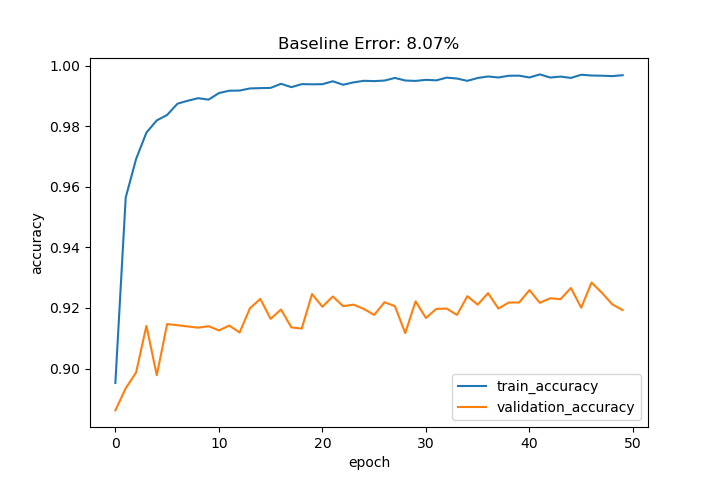 Baseline Error: 8.07%
1.00
0.98
0.96
0.94
0.92
0.90
accuracy
0
10
20
30
40
50
epoch
train_accuracy
validation_accuracy